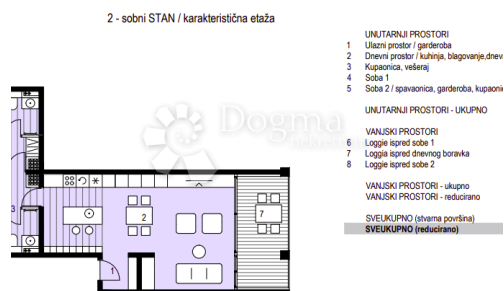 2 - sobni STAN / karakteristična etaža
UNUTARNJI PROSTORI
1 Ulazni prostor / garderoba
2 Dnevni prostor / kuhinja, blagovanje,dnev
3 Kupaonica, vešeraj
4 Soba 1
5 Soba 2 / spavaonica, garderoba, kupaonic
UNUTARNJI PROSTORI - UKUPNO
VANJSKI PROSTORI
6 Loggie ispred sobe 1
7 Loggia ispred dnevnog boravka
8 Loggie ispred sobe 2
VANJSKI PROSTORI - ukupno
VANJSKI PROSTORI - reducirano
SVEUKUPNO (stvarna površina)
SVEUKUPNO (reducirano)
Dogma
2
7
3
1